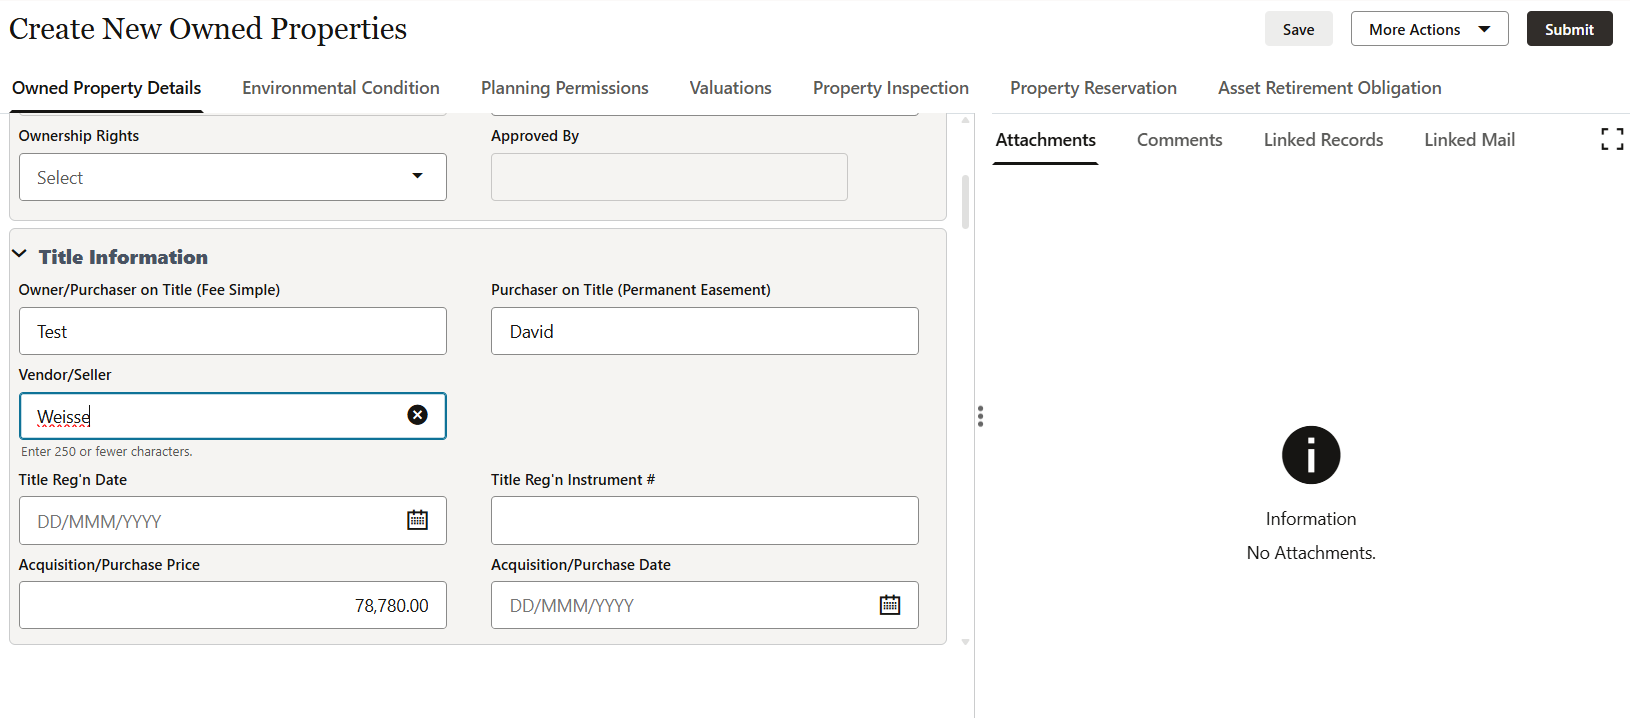 Create New Owned Properties
Save
More Actions
Submit
Owned Property Details
Environmental Condition
Planning Permissions
Valuations
Property Inspection
Property Reservation
Asset Retirement Obligation
Ownership Rights
Approved By
Select
Title Information
Owner/Purchaser on Title (Fee Simple)
Purchaser on Title (Permanent Easement)
Test
David
Vendor/Seller
Weisse
Enter 250 or fewer characters.
Title Reg'n Date
Title Reg'n Instrument #
DD/MMM/YYYY
Acquisition/Purchase Price
Acquisition/Purchase Date
78,780.00
DD/MMM/YYYY
Attachments
Comments
Linked Records
Linked Mail
Information
No Attachments.